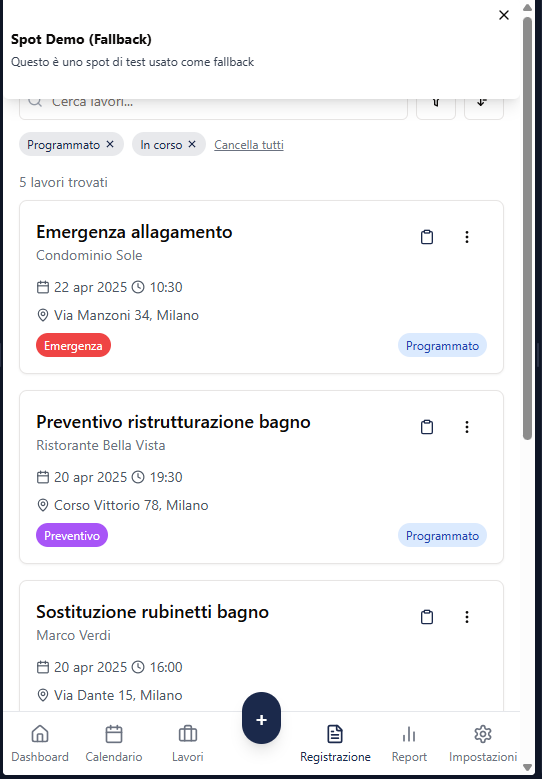 Spot Demo (Fallback)
Questo è uno spot di test usato come fallback
Cerca lavori...
Programmato
In corso
Cancella tutti
5 lavori trovati
Emergenza allagamento
Condominio Sole
22 apr 2025 10:30
Via Manzoni 34, Milano
Emergenza
Programmato
Preventivo ristrutturazione bagno
Ristorante Bella Vista
20 apr 2025 19:30
Corso Vittorio 78, Milano
Preventivo
Programmato
Sostituzione rubinetti bagno
Marco Verdi
20 apr 2025 16:00
Via Dante 15, Milano
Dashboard
Calendario
Lavori
Registrazione
Report
Impostazioni